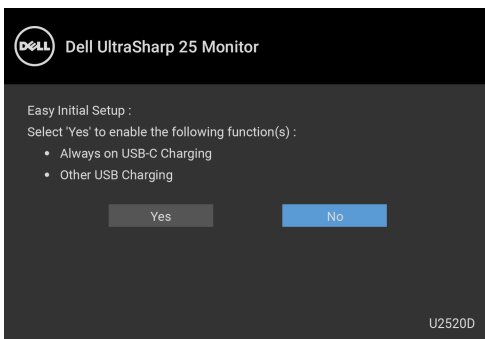 DELL Dell UltraSharp 25 Monitor
Easy Initial Setup :
Select 'Yes' to enable the following function(s) :
• Always on USB-C Charging
• Other USB Charging
Yes No
U2520D